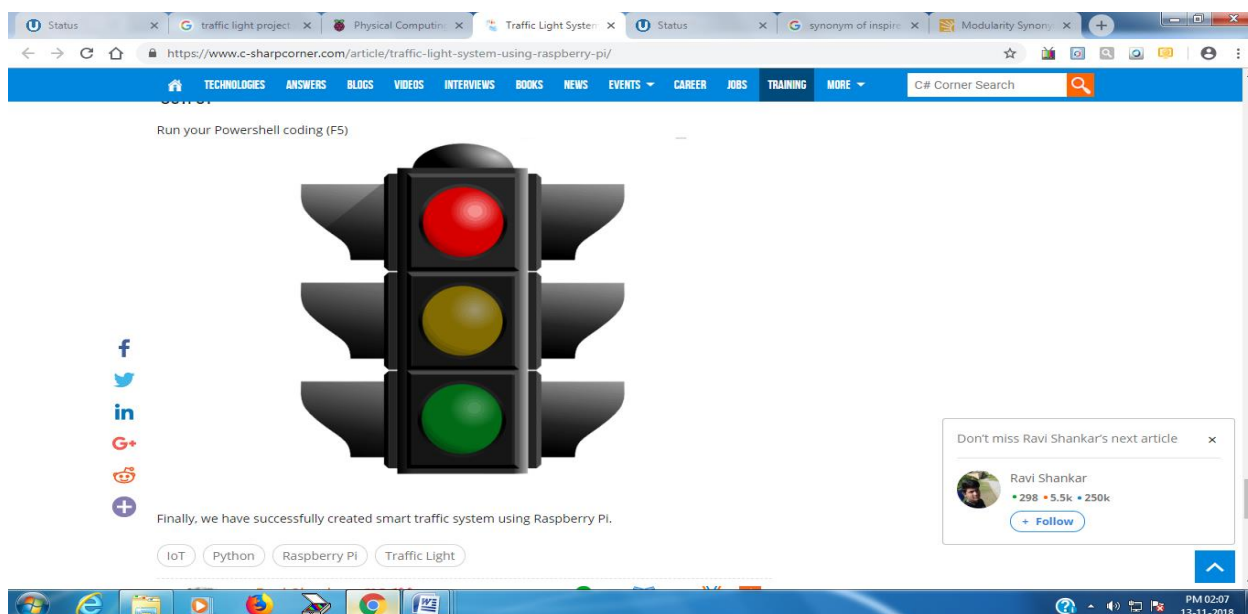 Status
traffic light project
Physical Computin
Traffic Light System
Status
synonym of inspire
Modularity Synony
https://www.c-sharpcorner.com/article/traffic-light-system-using-raspberry-pi/
TECHNOLOGIES ANSWERS BLOGS VIDEOS INTERVIEWS BOOKS NEWS EVENTS CAREER JOBS TRAINING MORE C# Corner Search
Run your Powershell coding (F5)
f
in
G+
Don't miss Ravi Shankar's next article
Ravi Shankar
298 5.5k 250k
+ Follow
Finally, we have successfully created smart traffic system using Raspberry Pi.
IoT Python Raspberry Pi Traffic Light
PM 02:07
13-11-2018